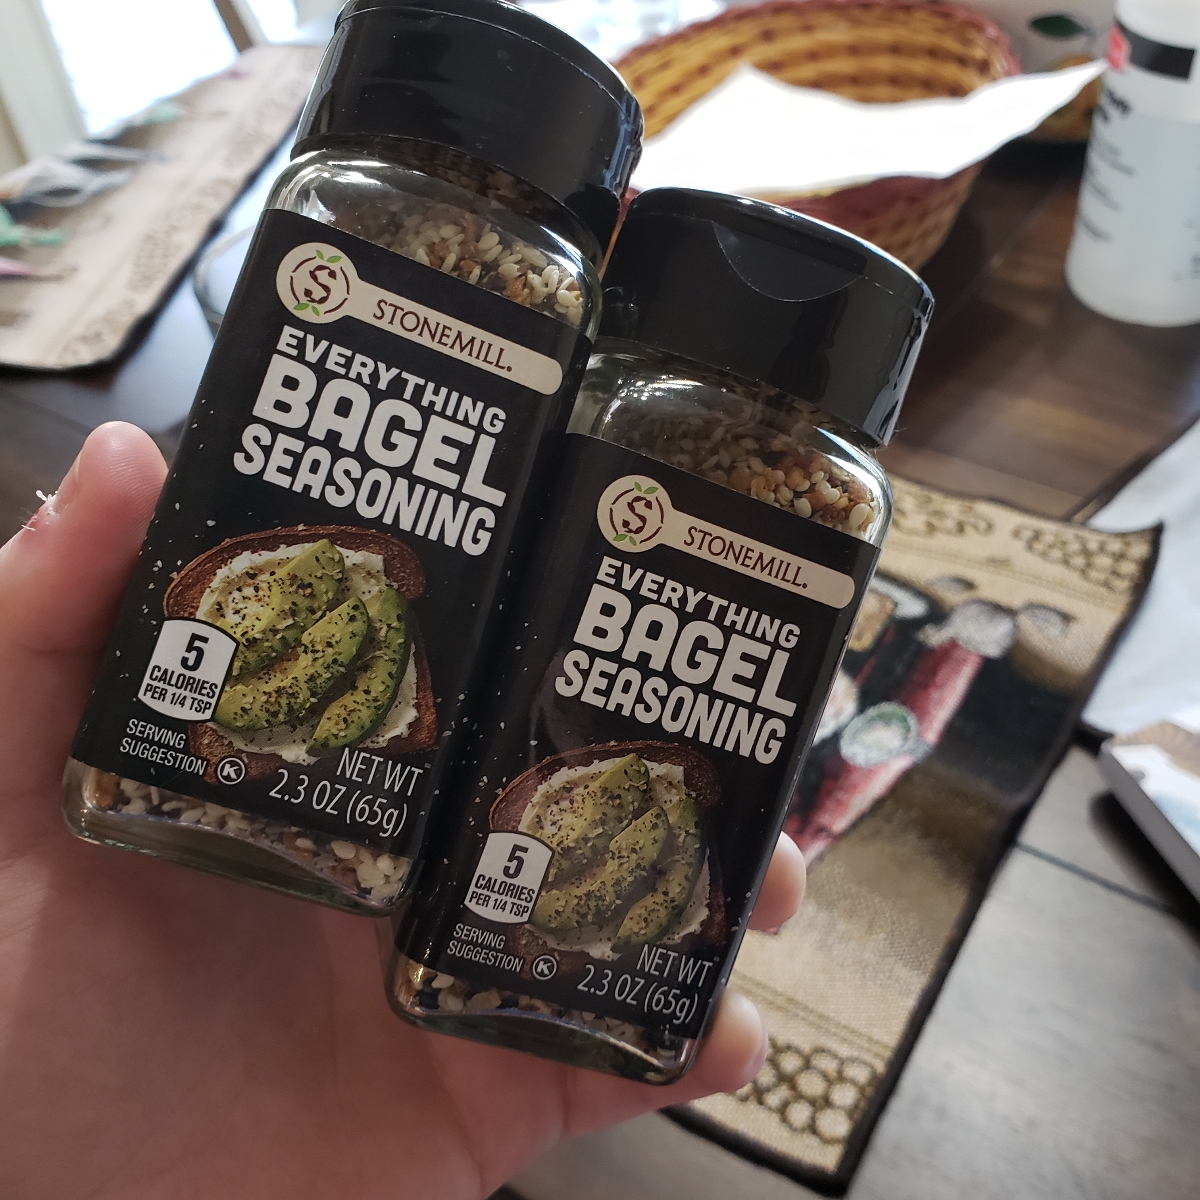 S
STONEMILL®
EVERYTHING
BAGEL
SEASONING
5
CALORIES
PER 1/4 TSP
SERVING
SUGGESTION
K
NET WT
2.3 OZ (65g)
S
STONEMILL®
EVERYTHING
BAGEL
SEASONING
5
CALORIES
PER 1/4 TSP
SERVING
SUGGESTION
K
NET WT
2.3 OZ (65g)